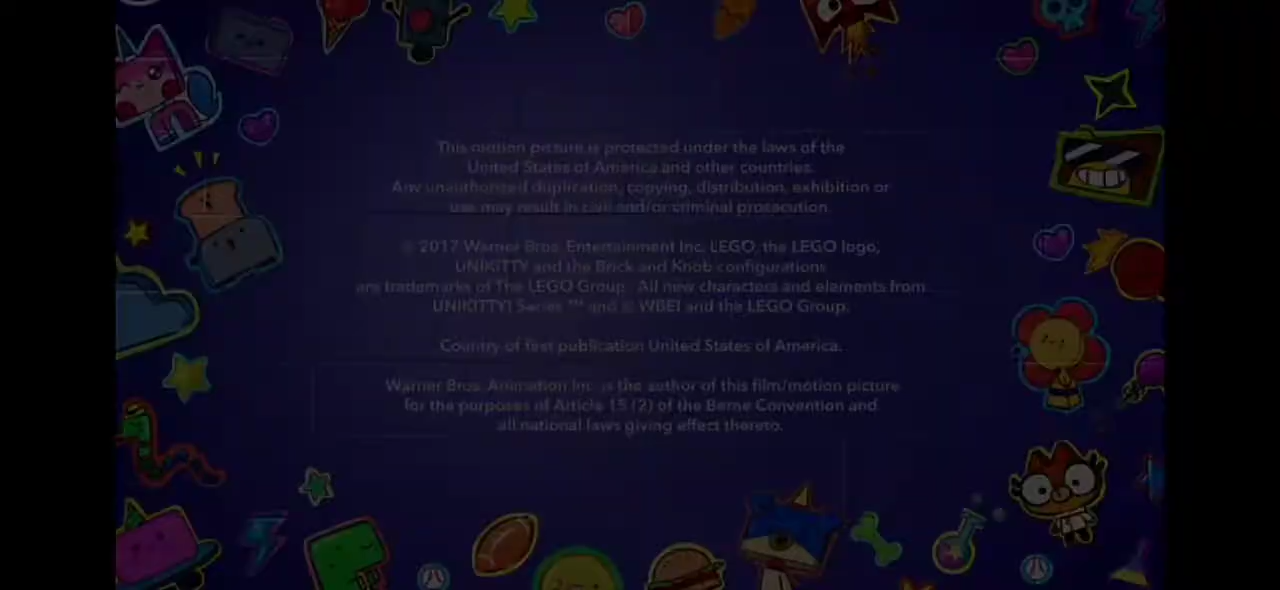 This motion picture is protected under the laws of the
United States of America and other countries.
Any unauthorized duplication, copying, distribution, exhibition or
use may result in civil and/or criminal prosecution.
© 2017 Warner Bros. Entertainment Inc. LEGO, the LEGO logo,
UNIKITTY and the Brick and Knob configurations
are trademarks of The LEGO Group. All new characters and elements from
UNIKITTY! Series ™ and © WBEI and the LEGO Group.
Country of first publication United States of America.
Warner Bros. Animation Inc. is the author of this film/motion picture
for the purposes of Article 15 (2) of the Berne Convention and
all national laws giving effect thereto.